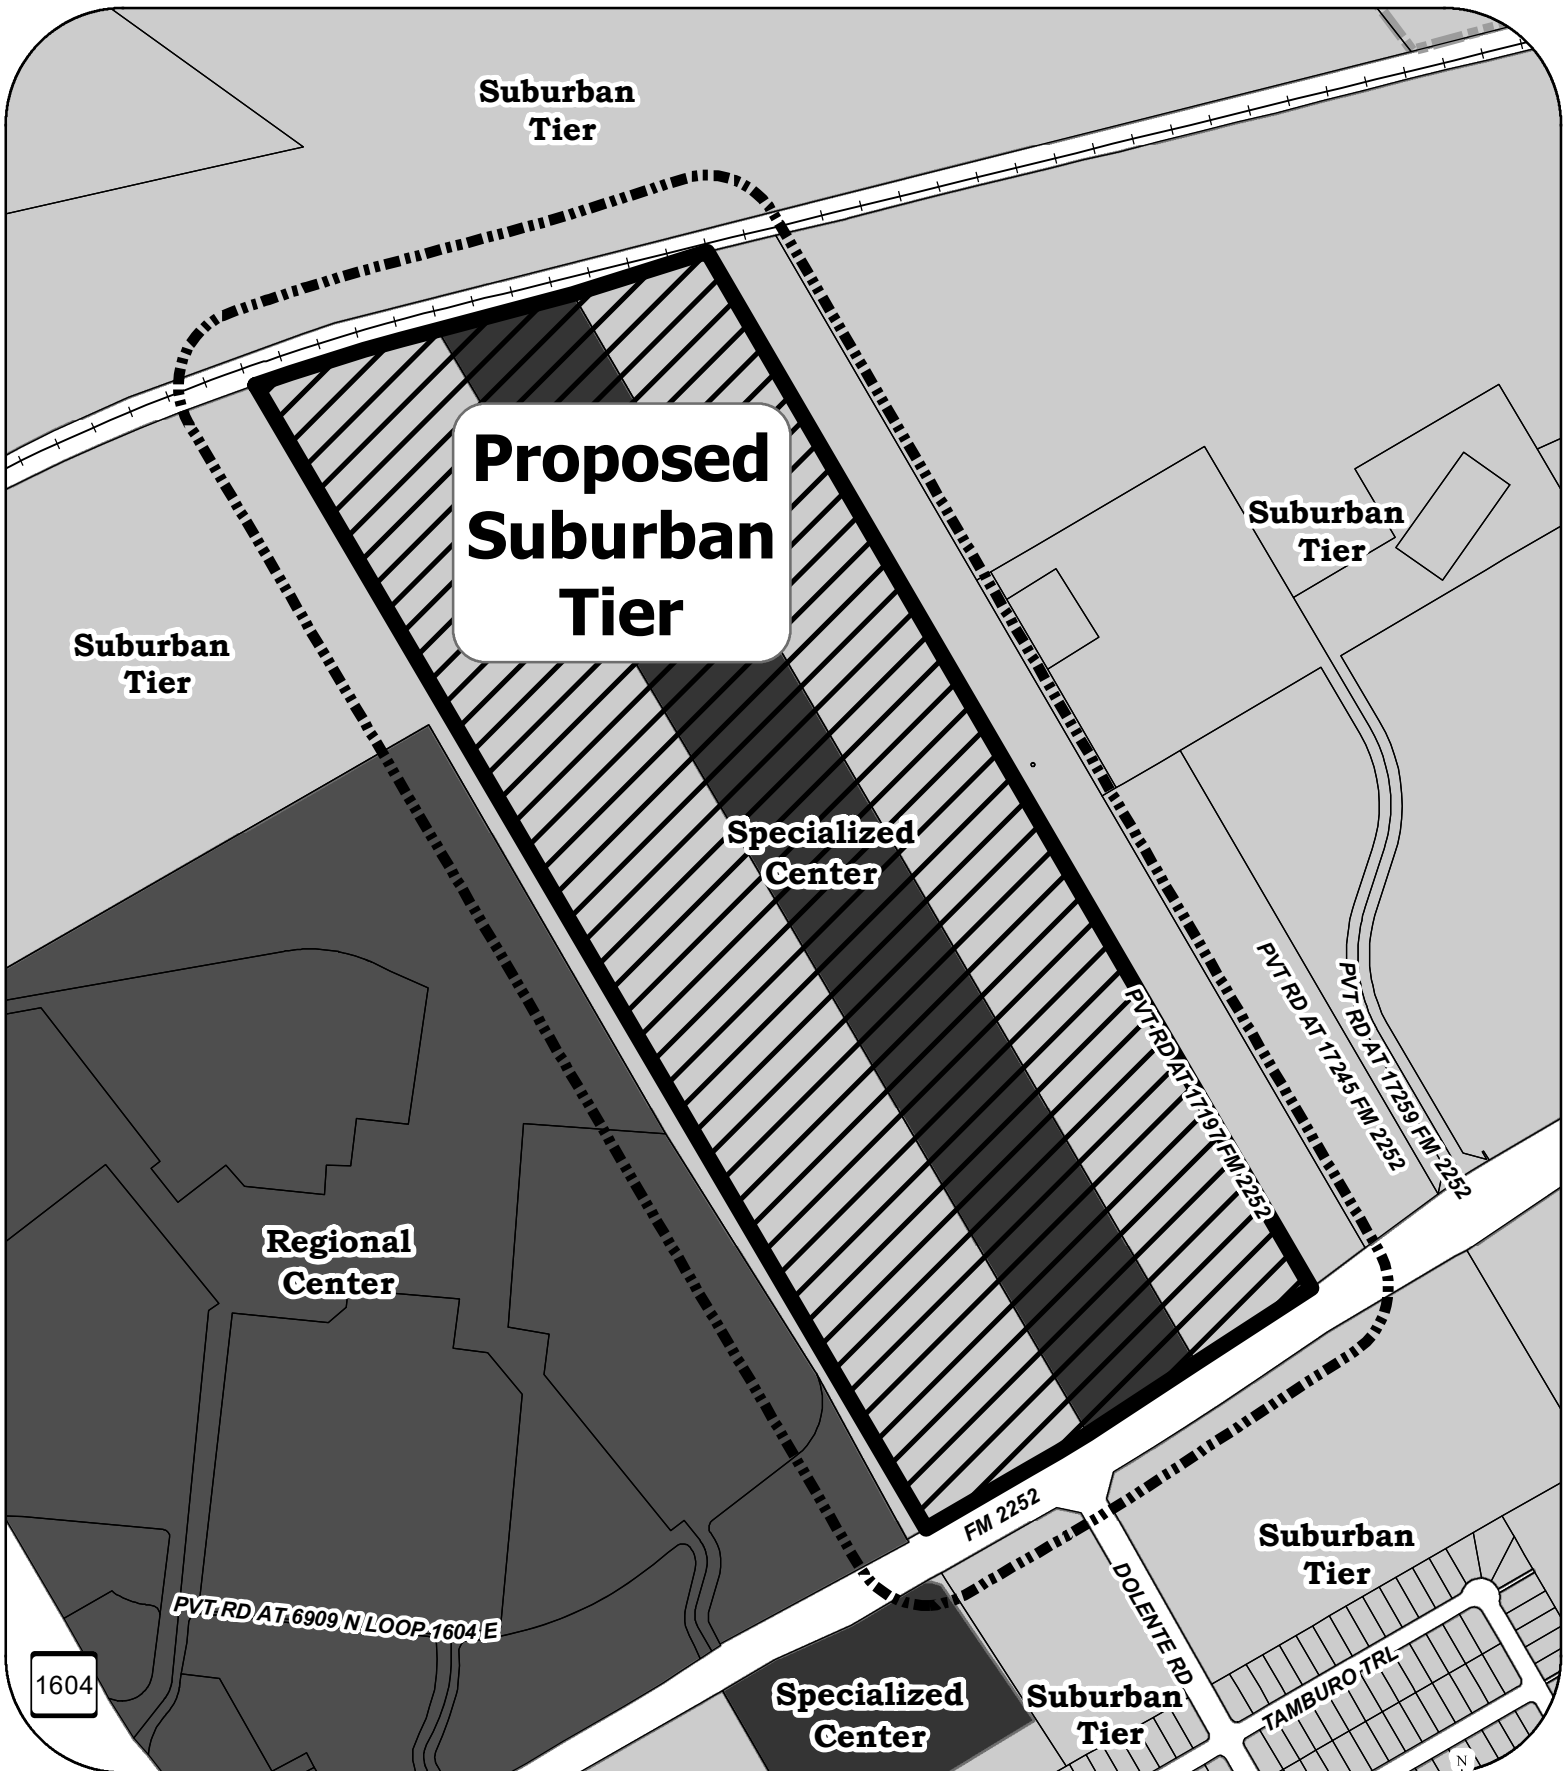 Suburban
Tier
Proposed
Suburban
Tier
Suburban
Tier
Suburban
Tier
Specialized
Center
PVT RD AT 17197 FM 2252
PVT RD AT 17245 FM 2252
PVT RD AT 17259 FM 2252
Regional
Center
FM 2252
DOLENTE RD
Suburban
Tier
PVT RD AT 6909 N LOOP 1604 E
1604
Specialized
Center
Suburban
Tier
TAMBURO TRL
N